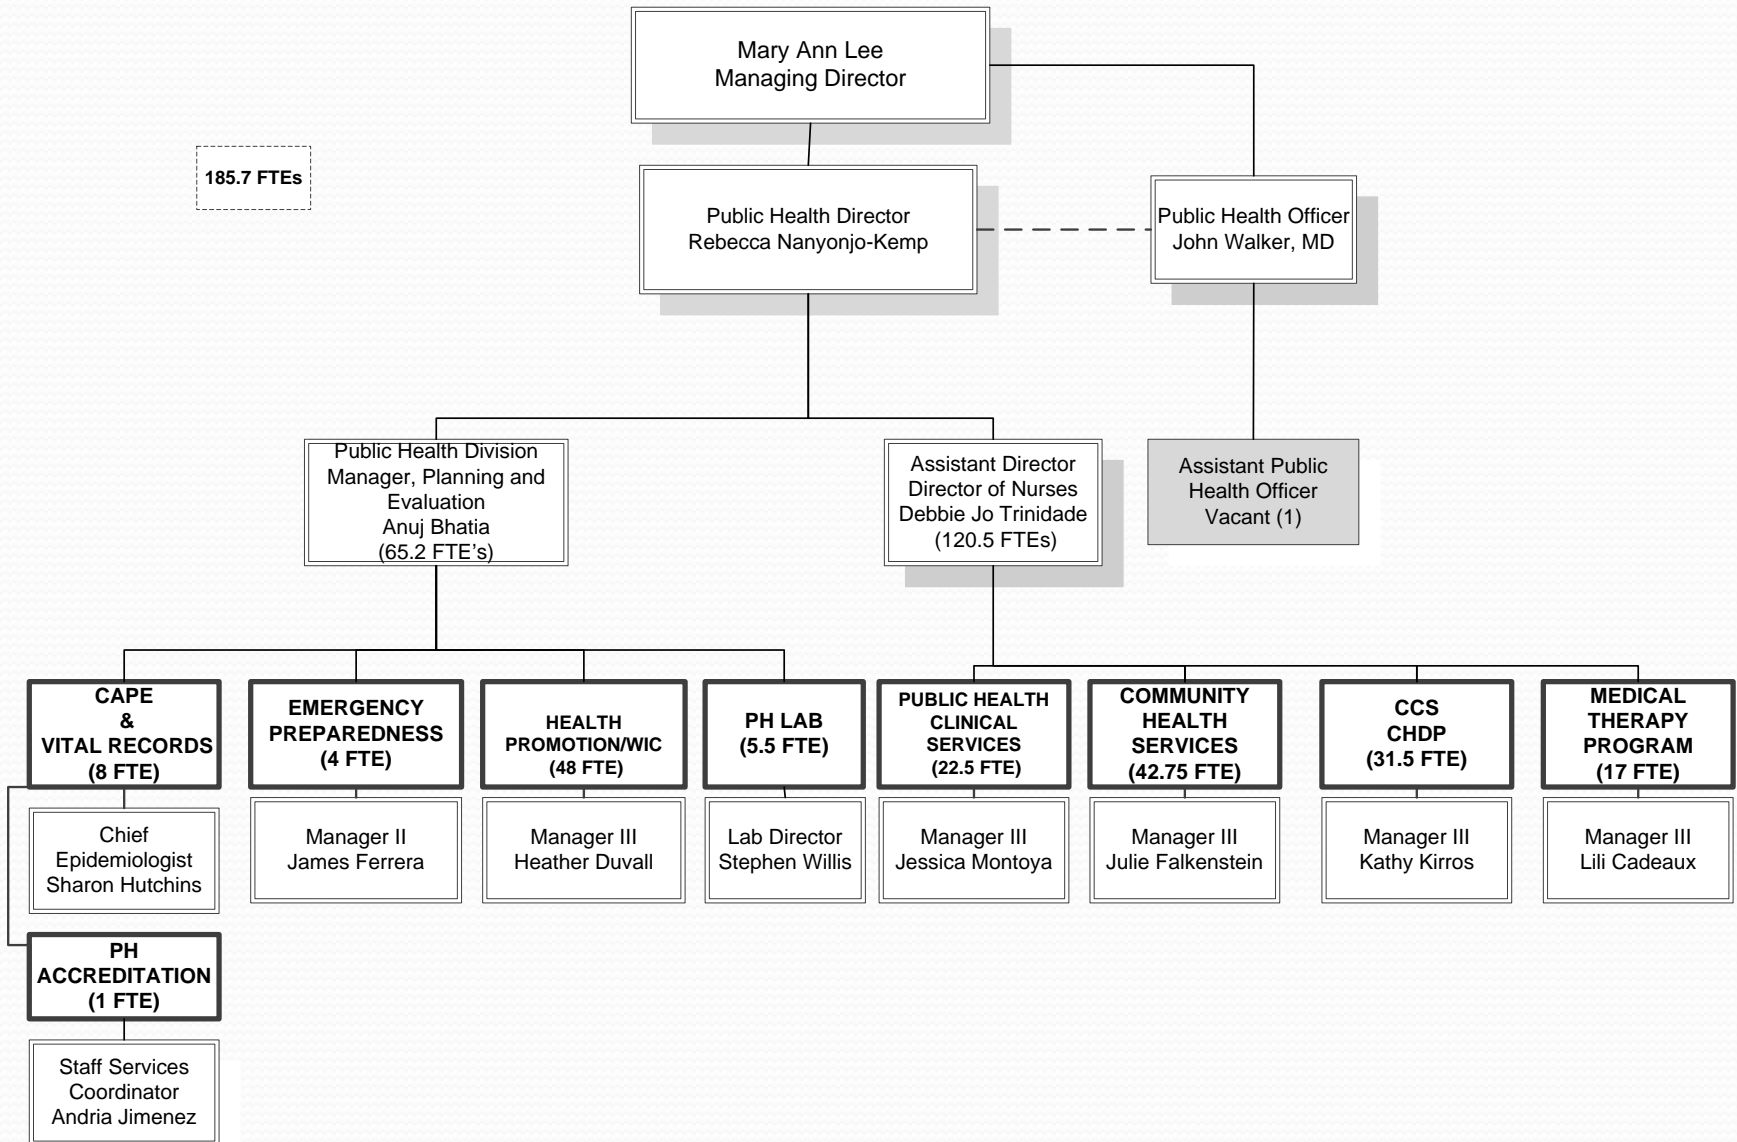 Mary Ann Lee
Managing Director
185.7 FTEs
Public Health Director
Rebecca Nanyonjo-Kemp
Public Health Officer
John Walker, MD
Public Health Division
Manager, Planning and
Evaluation
Anuj Bhatia
(65.2 FTE’s)
Assistant Director
Director of Nurses
Debbie Jo Trinidade
(120.5 FTEs)
Assistant Public
Health Officer
Vacant (1)
CAPE
&
VITAL RECORDS
(8 FTE)
EMERGENCY
PREPAREDNESS
(4 FTE)
HEALTH
PROMOTION/WIC
(48 FTE)
PH LAB
(5.5 FTE)
PUBLIC HEALTH
CLINICAL
SERVICES
(22.5 FTE)
COMMUNITY
HEALTH
SERVICES
(42.75 FTE)
CCS
CHDP
(31.5 FTE)
MEDICAL
THERAPY
PROGRAM
(17 FTE)
Chief
Epidemiologist
Sharon Hutchins
Manager II
James Ferrera
Manager III
Heather Duvall
Lab Director
Stephen Willis
Manager III
Jessica Montoya
Manager III
Julie Falkenstein
Manager III
Kathy Kirros
Manager III
Lili Cadeaux
PH
ACCREDITATION
(1 FTE)
Staff Services
Coordinator
Andria Jimenez